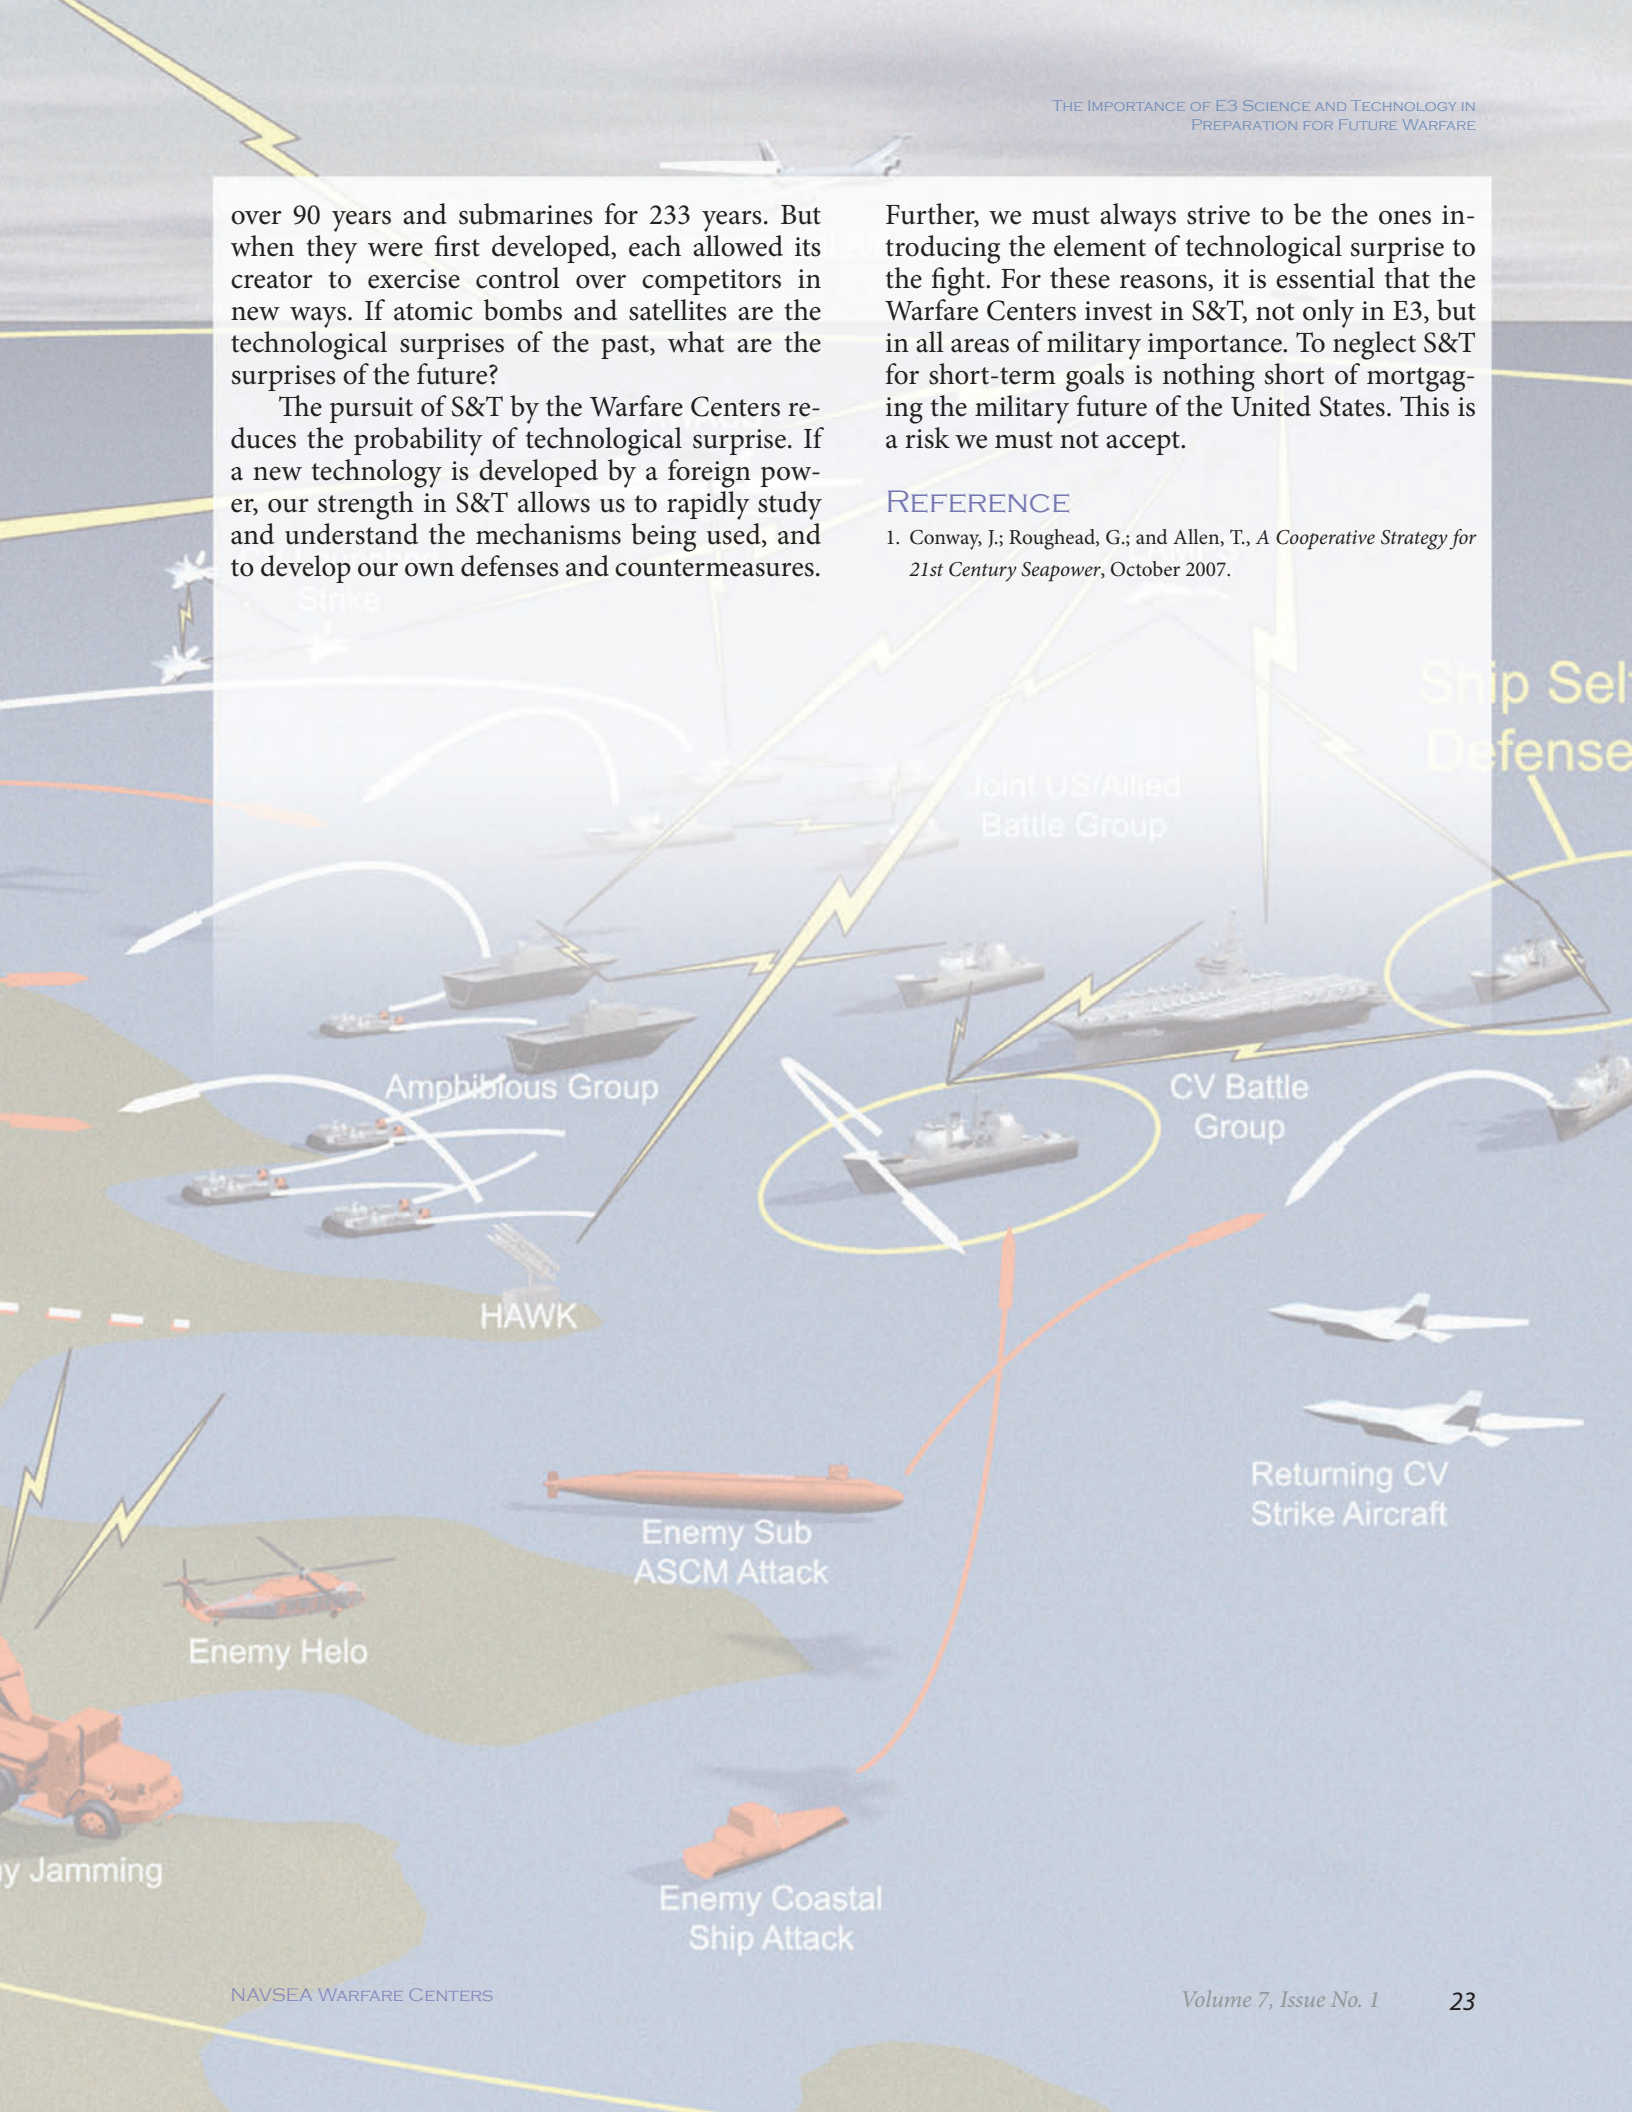 The Importance of E3 Science and Technology in
Preparation for Future Warfare
over 90 years and submarines for 233 years. But
when they were first developed, each allowed its
creator to exercise control over competitors in
new ways. If atomic bombs and satellites are the
technological surprises of the past, what are the
surprises of the future?
The pursuit of S&T by the Warfare Centers re-
duces the probability of technological surprise. If
a new technology is developed by a foreign pow-
er, our strength in S&T allows us to rapidly study
and understand the mechanisms being used, and
to develop our own defenses and countermeasures.
Further, we must always strive to be the ones in-
troducing the element of technological surprise to
the fight. For these reasons, it is essential that the
Warfare Centers invest in S&T, not only in E3, but
in all areas of military importance. To neglect S&T
for short-term goals is nothing short of mortgag-
ing the military future of the United States. This is
a risk we must not accept.
Reference
1. Conway, J.; Roughead, G.; and Allen, T., A Cooperative Strategy for
21st Century Seapower, October 2007.
Strike
Ship Self
Defense
Joint US/Allied
Battle Group
Amphibious Group
CV Battle
Group
HAWK
Returning CV
Strike Aircraft
Enemy Sub
ASCM Attack
Enemy Helo
Jamming
Enemy Coastal
Ship Attack
NAVSEA Warfare Centers
Volume 7, Issue No. 1
23